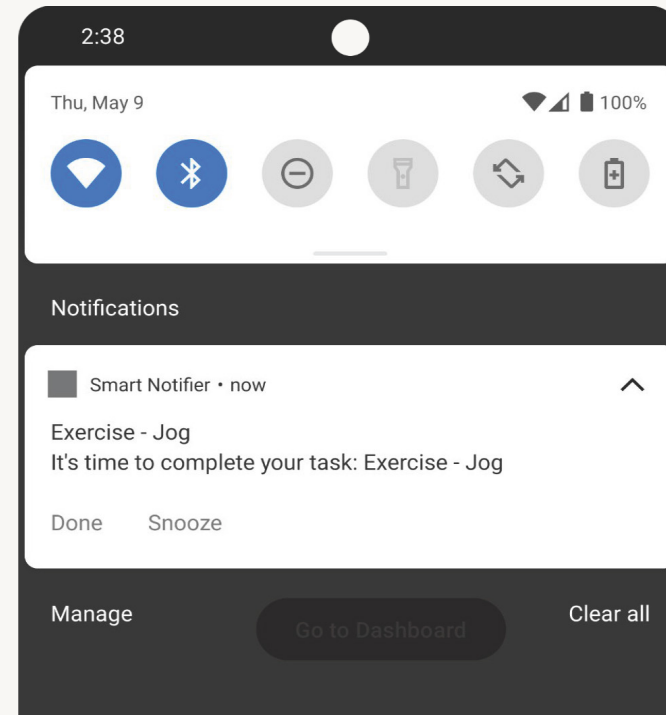 2:38
Thu, May 9
100%
Notifications
Smart Notifier • now
Exercise - Jog
It's time to complete your task: Exercise - Jog
Done Snooze
Manage Go to Dashboard Clear all